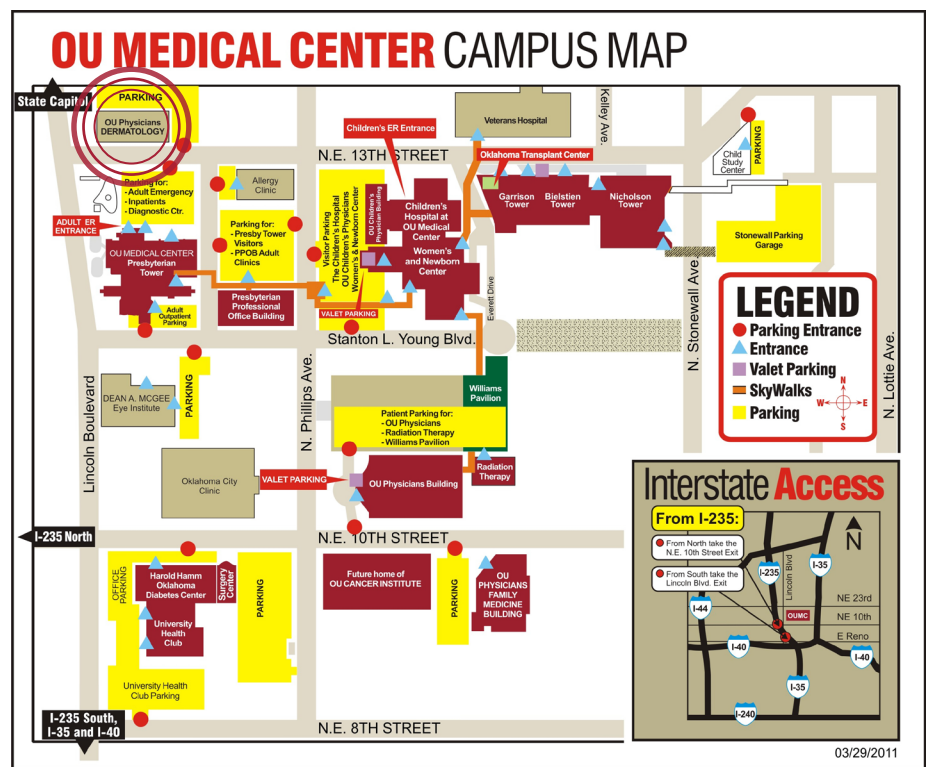 OU MEDICAL CENTER CAMPUS MAP
State Capitol
PARKING
OU Physicians
DERMATOLOGY
Kelley Ave.
Veterans Hospital
Children's ER Entrance
N.E. 13TH STREET
Oklahoma Transplant Center
Child
Study
Center
PARKING
Parking for:
- Adult Emergency
- Inpatients
- Diagnostic Ctr.
Allergy
Clinic
ADULT ER
ENTRANCE
Parking for:
- Presby Tower
Visitors
- PPOB Adult
Clinics
Visitor Parking
The Children's Hospital
OU Children's Physicians
Women's & Newborn Center
OU Children's
Physician Building
Children's
Hospital at
OU Medical
Center
Women's
and Newborn
Center
Garrison
Tower
Bielstien
Tower
Nicholson
Tower
Stonewall Parking
Garage
OU MEDICAL CENTER
Presbyterian
Tower
Adult
Outpatient
Parking
Presbyterian
Professional
Office Building
VALET PARKING
Everett Drive
Stanton L. Young Blvd.
N. Stonewall Ave.
N. Lottie Ave.
LEGEND
Parking Entrance
Entrance
Valet Parking
SkyWalks
Parking
N
W
E
S
Lincoln Boulevard
N. Phillips Ave.
DEAN A. MCGEE
Eye Institute
PARKING
Williams
Pavilion
Patient Parking for:
- OU Physicians
- Radiation Therapy
- Williams Pavilion
Oklahoma City
Clinic
VALET PARKING
OU Physicians Building
Radiation
Therapy
I-235 North
N.E. 10TH STREET
OFFICE
PARKING
Harold Hamm
Oklahoma
Diabetes Center
Surgery
Center
University
Health
Club
PARKING
Future home of
OU CANCER INSTITUTE
PARKING
OU
PHYSICIANS
FAMILY
MEDICINE
BUILDING
University Health
Club Parking
I-235 South,
I-35 and I-40
N.E. 8TH STREET
Interstate Access
From I-235:
From North take the
N.E. 10th Street Exit
From South take the
Lincoln Blvd. Exit
N
I-235
Lincoln Blvd
I-35
I-44
NE 23rd
OUMC
NE 10th
E Reno
I-40
I-40
I-35
I-240
03/29/2011